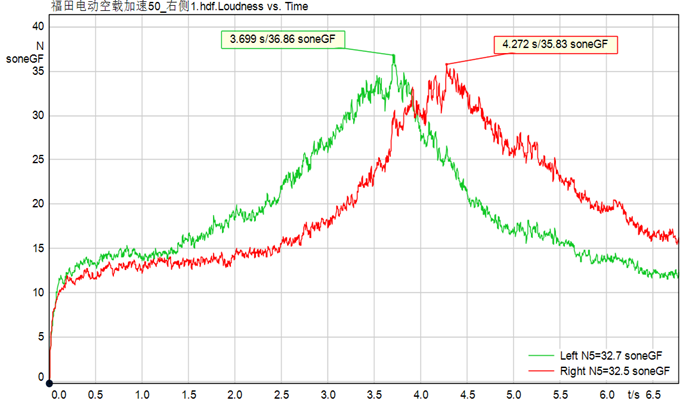 福田电动空载加速50_右侧1.hdf.Loudness vs. Time
40
N
soneGF
35
30
25
20
15
10
5
0
3.699 s/36.86 soneGF
4.272 s/35.83 soneGF
Left N5=32.7 soneGF
Right N5=32.5 soneGF
0.0 0.5 1.0 1.5 2.0 2.5 3.0 3.5 4.0 4.5 5.0 5.5 6.0 t/s 6.5